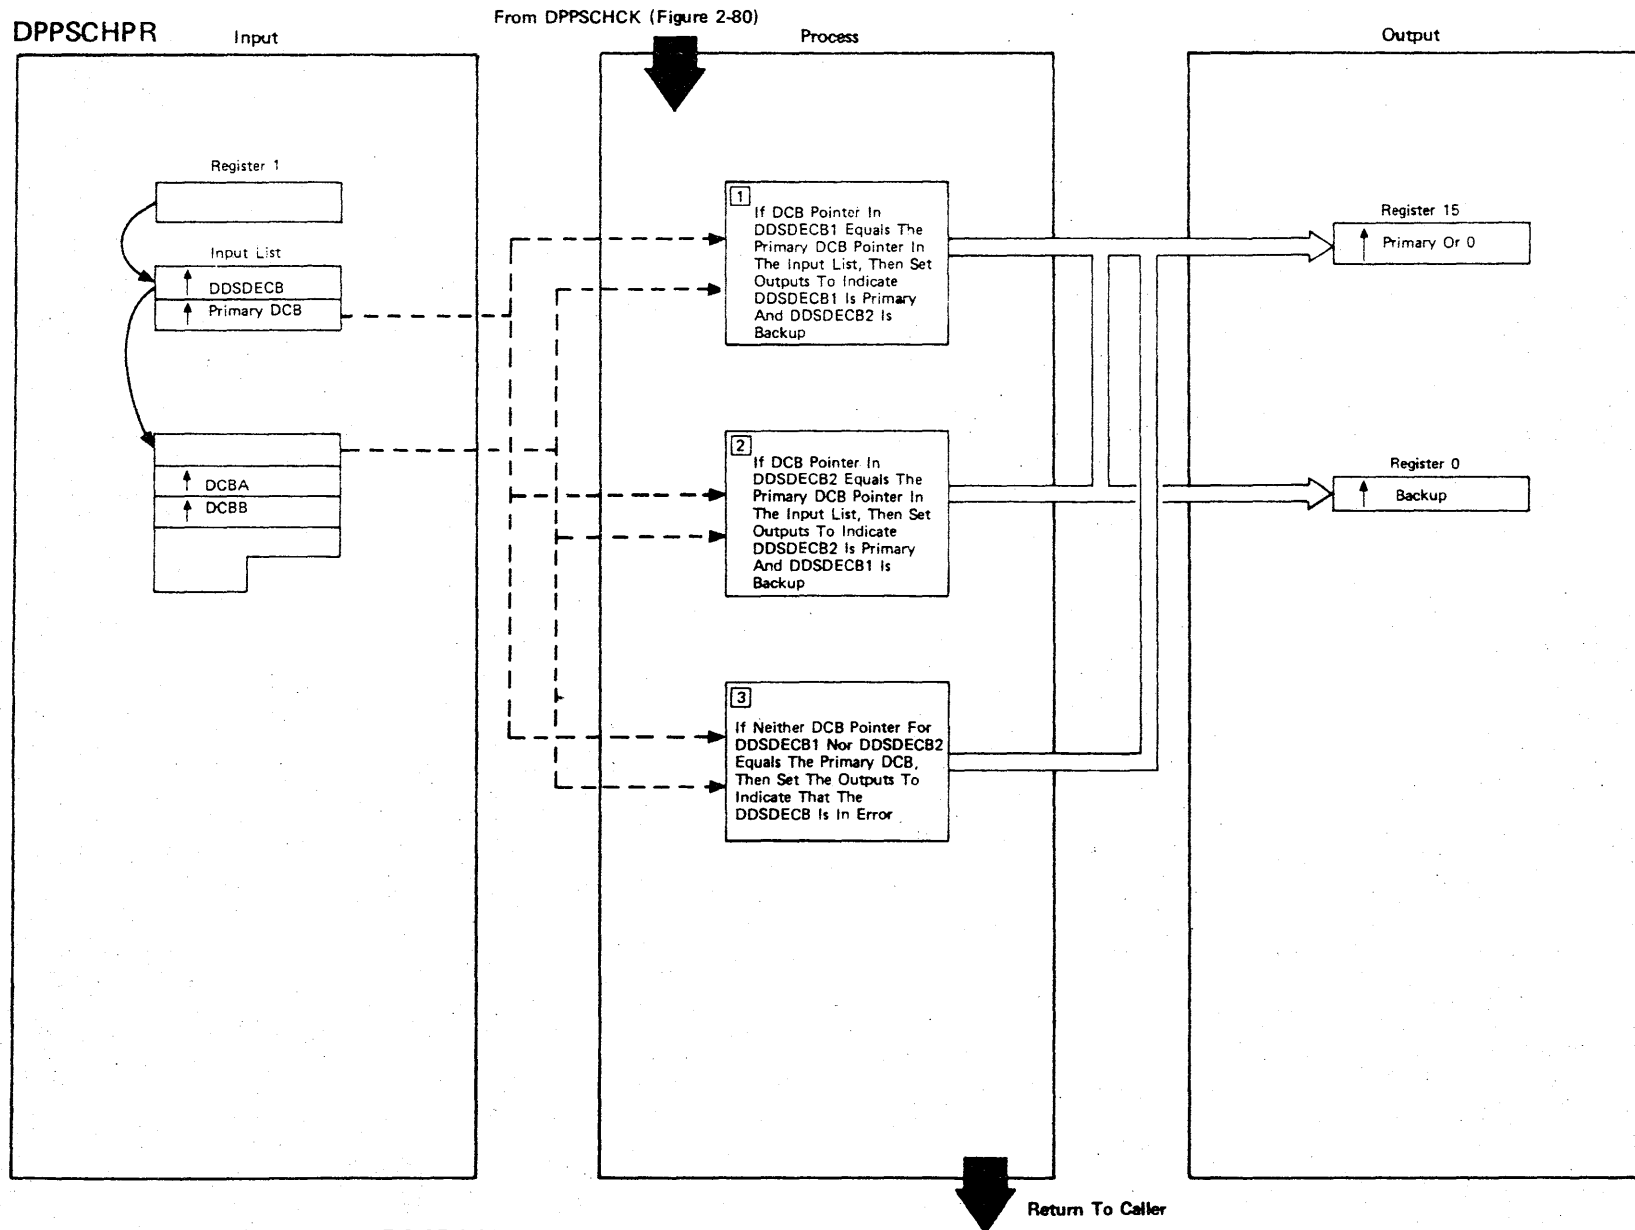 From DPPSCHCK (Figure 2-80)
DPPSCHPR
Input
Process
Output
Register 1
Input List
DDSDECB
Primary DCB
DCBA
DCBB
1
If DCB Pointer In
DDSDECB1 Equals The
Primary DCB Pointer In
The Input List, Then Set
Outputs To Indicate
DDSDECB1 Is Primary
And DDSDECB2 Is
Backup
2
If DCB Pointer In
DDSDECB2 Equals The
Primary DCB Pointer In
The Input List, Then Set
Outputs To Indicate
DDSDECB2 Is Primary
And DDSDECB1 Is
Backup
3
If Neither DCB Pointer For
DDSDECB1 Nor DDSDECB2
Equals The Primary DCB,
Then Set The Outputs To
Indicate That The
DDSDECB Is In Error
Register 15
Primary Or 0
Register 0
Backup
Return To Caller